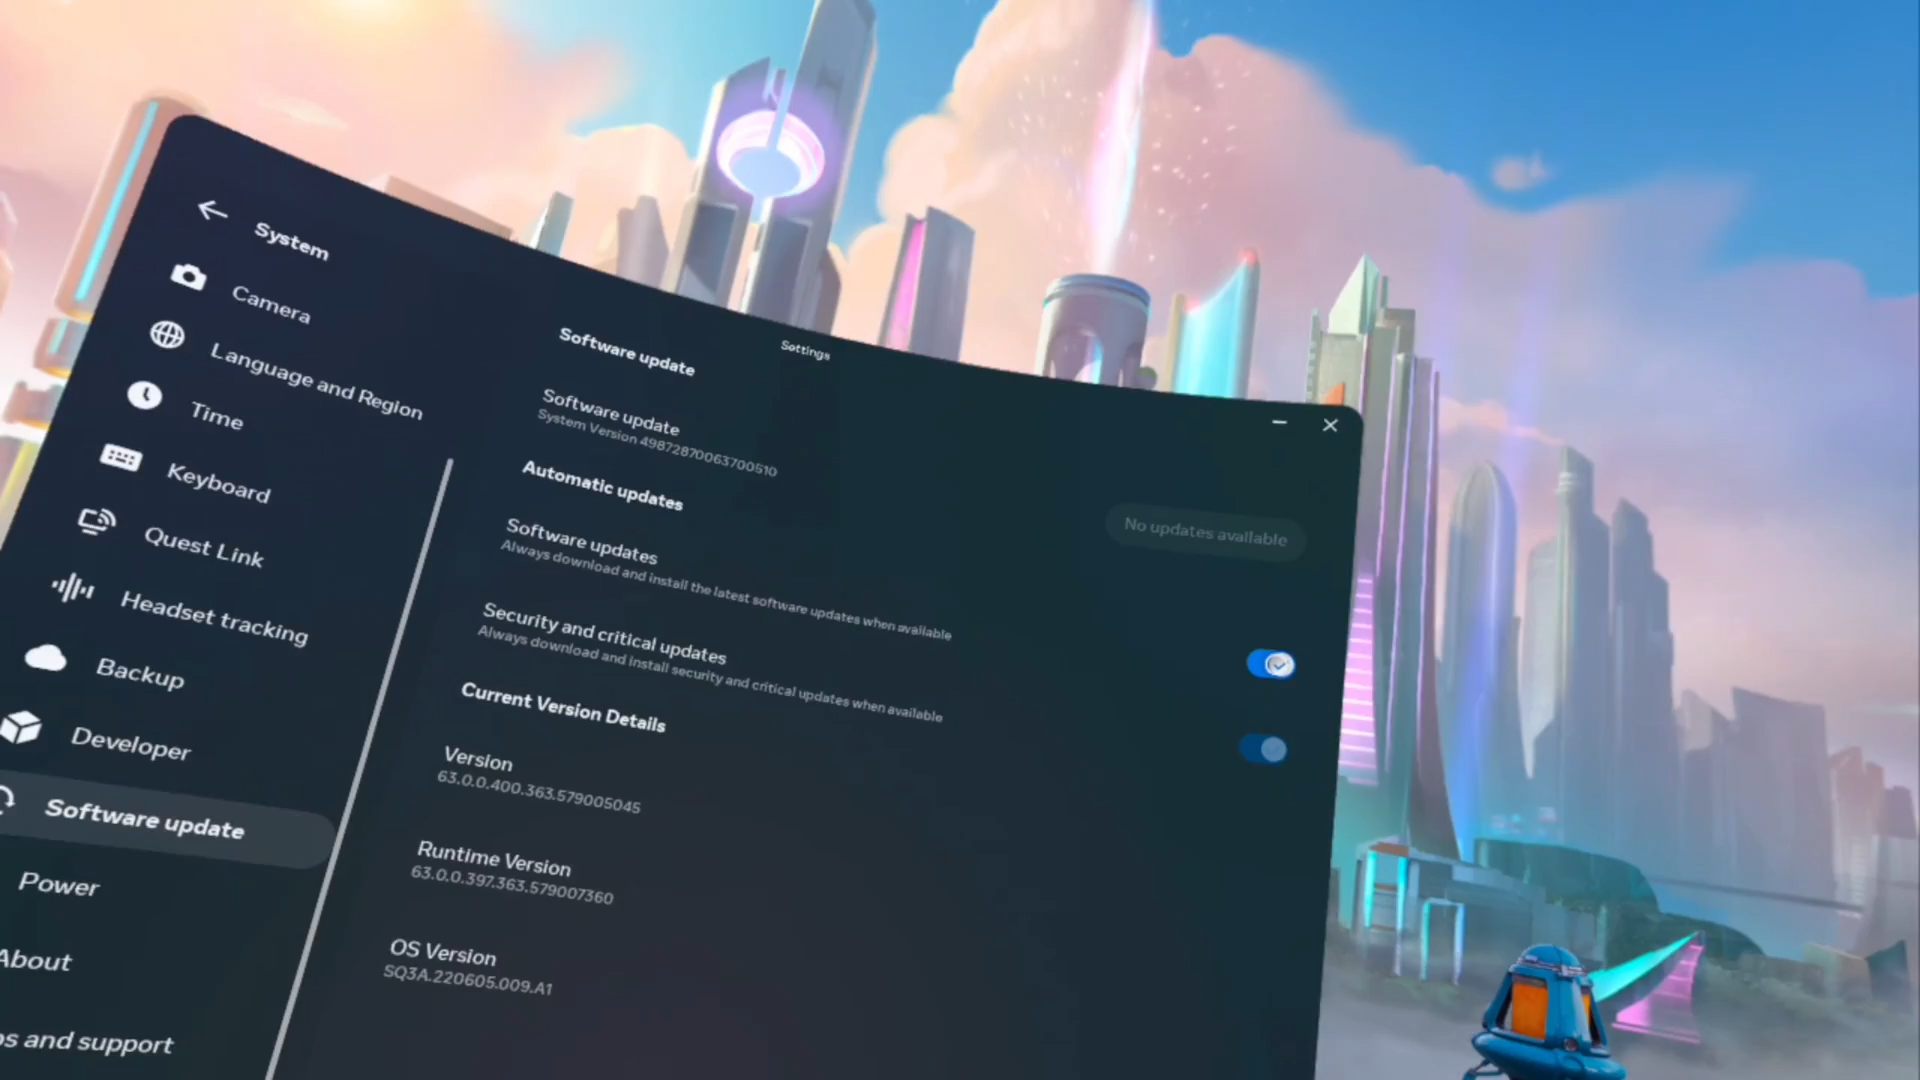 System
Camera
Language and Region
Time
Keyboard
Quest Link
Headset tracking
Backup
Developer
Software update
Power
About
s and support
Settings
Software update
Software update
System Version 49872870063700510
No updates available
Automatic updates
Software updates
Always download and install the latest software updates when available
Security and critical updates
Always download and install security and critical updates when available
Current Version Details
Version
63.0.0.400.363.579005045
Runtime Version
63.0.0.397.363.579007360
OS Version
SQ3A.220605.009.A1